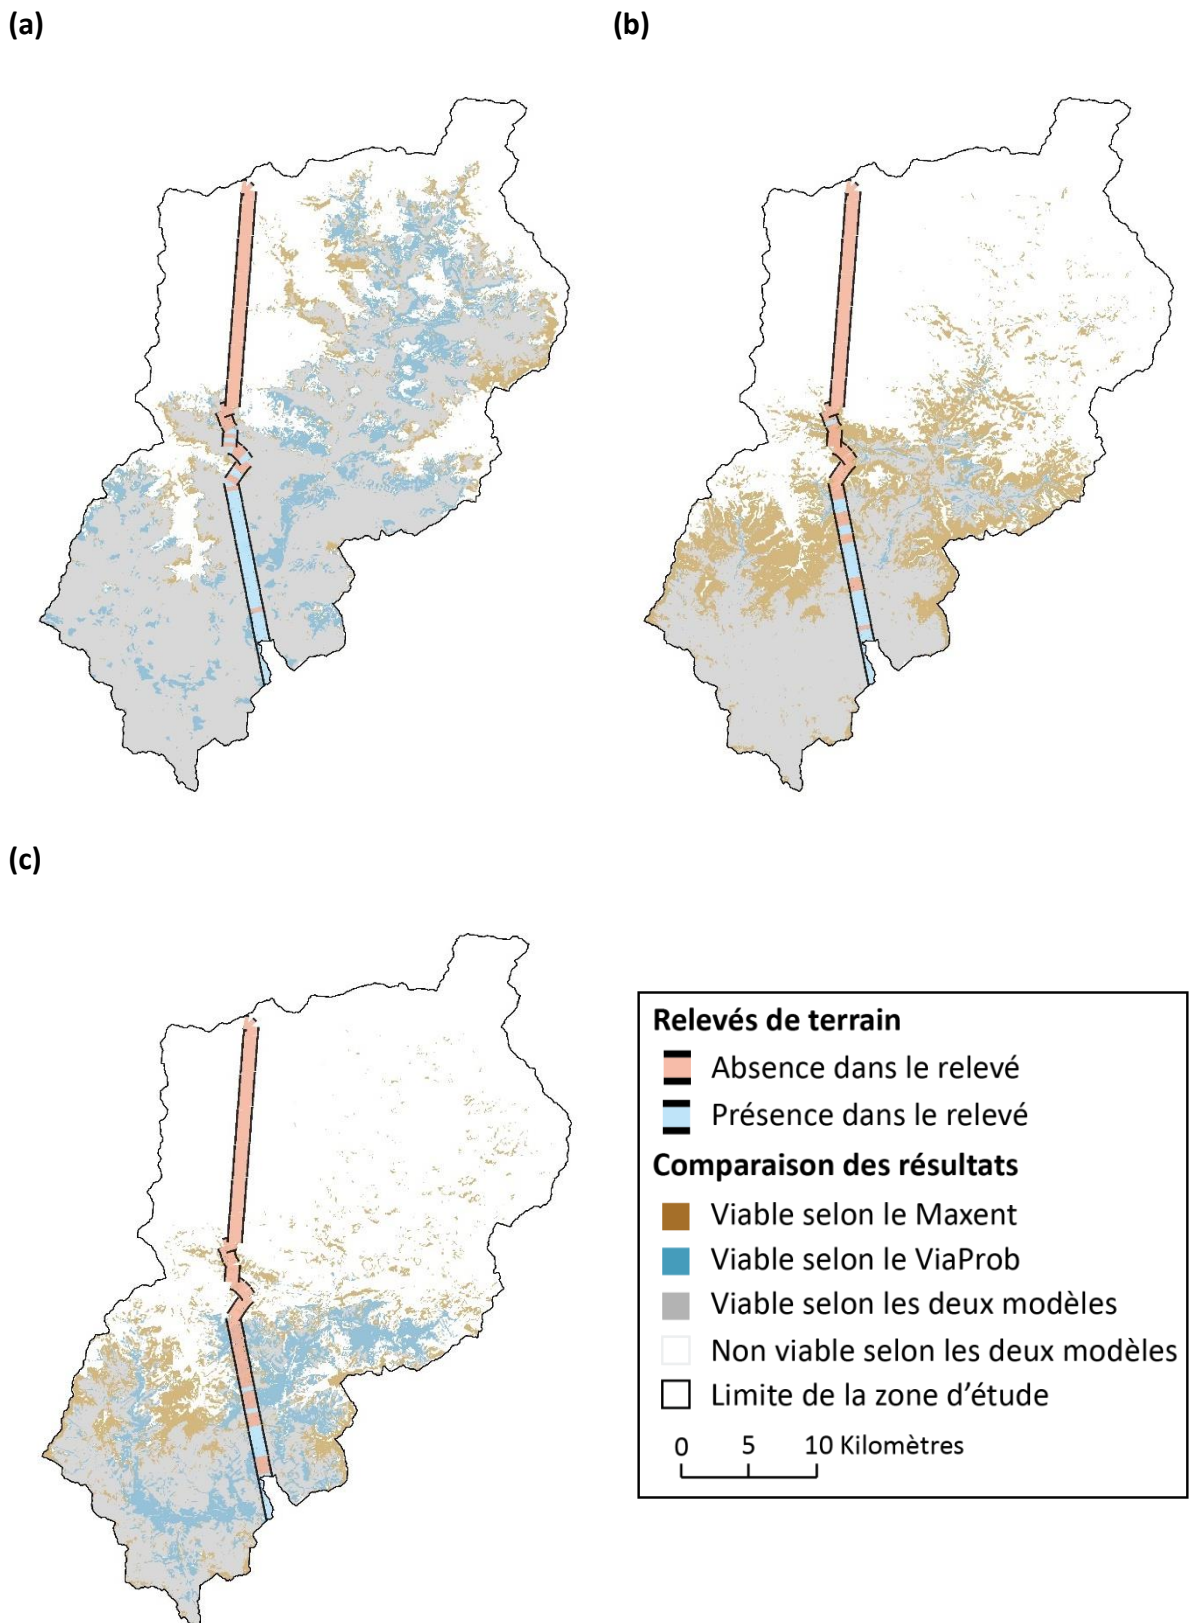 (a)
(b)
(c)
Relevés de terrain
Absence dans le relevé
Présence dans le relevé
Comparaison des résultats
Viable selon le Maxent
Viable selon le ViaProb
Viable selon les deux modèles
Non viable selon les deux modèles
Limite de la zone d'étude
0 5 10 Kilomètres